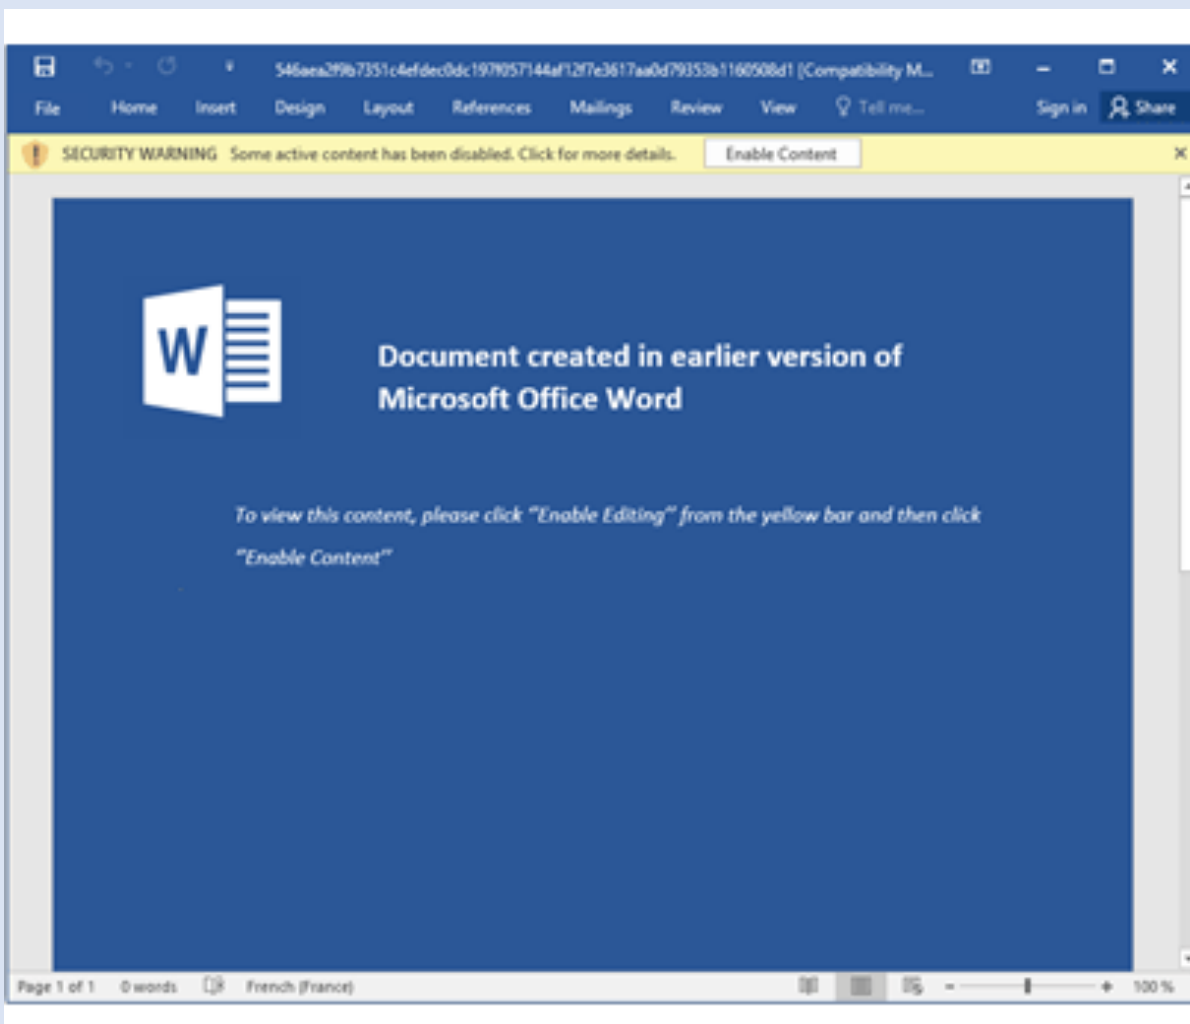 546aea2f9b7351c4efdec0dc197f057144af12f7e3617aa0d79353b1160508d1 [Compatibility M...
File Home Insert Design Layout References Mailings Review View Tell me... Sign in Share
SECURITY WARNING Some active content has been disabled. Click for more details. Enable Content
W
Document created in earlier version of
Microsoft Office Word
To view this content, please click "Enable Editing" from the yellow bar and then click
"Enable Content"
Page 1 of 1 0 words French (France) 100 %